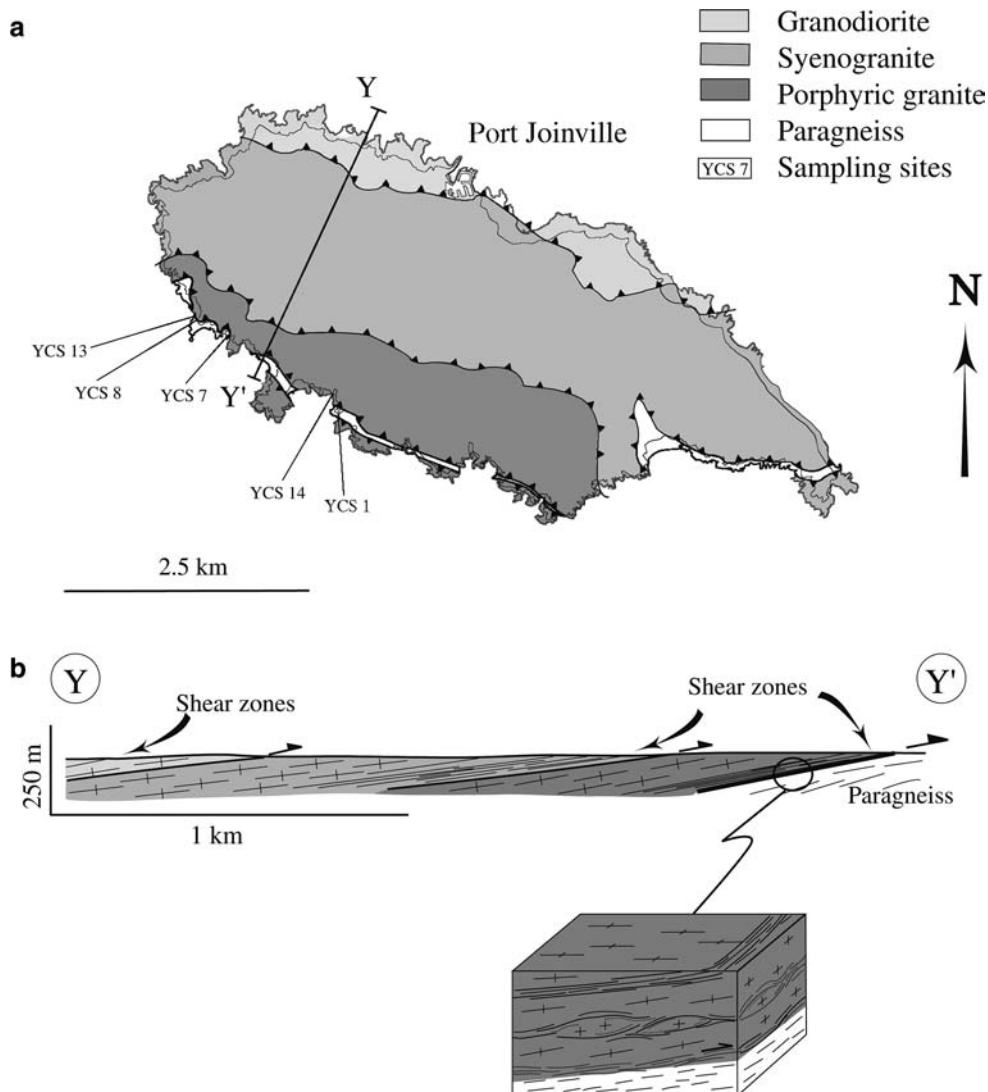 a
Granodiorite
Syenogranite
Porphyric granite
Paragneiss
YCS 7 Sampling sites
Y
Port Joinville
N
YCS 13
YCS 8
YCS 7
Y'
YCS 14
YCS 1
2.5 km
b
Y
Shear zones
Shear zones
Y'
250 m
Paragneiss
1 km